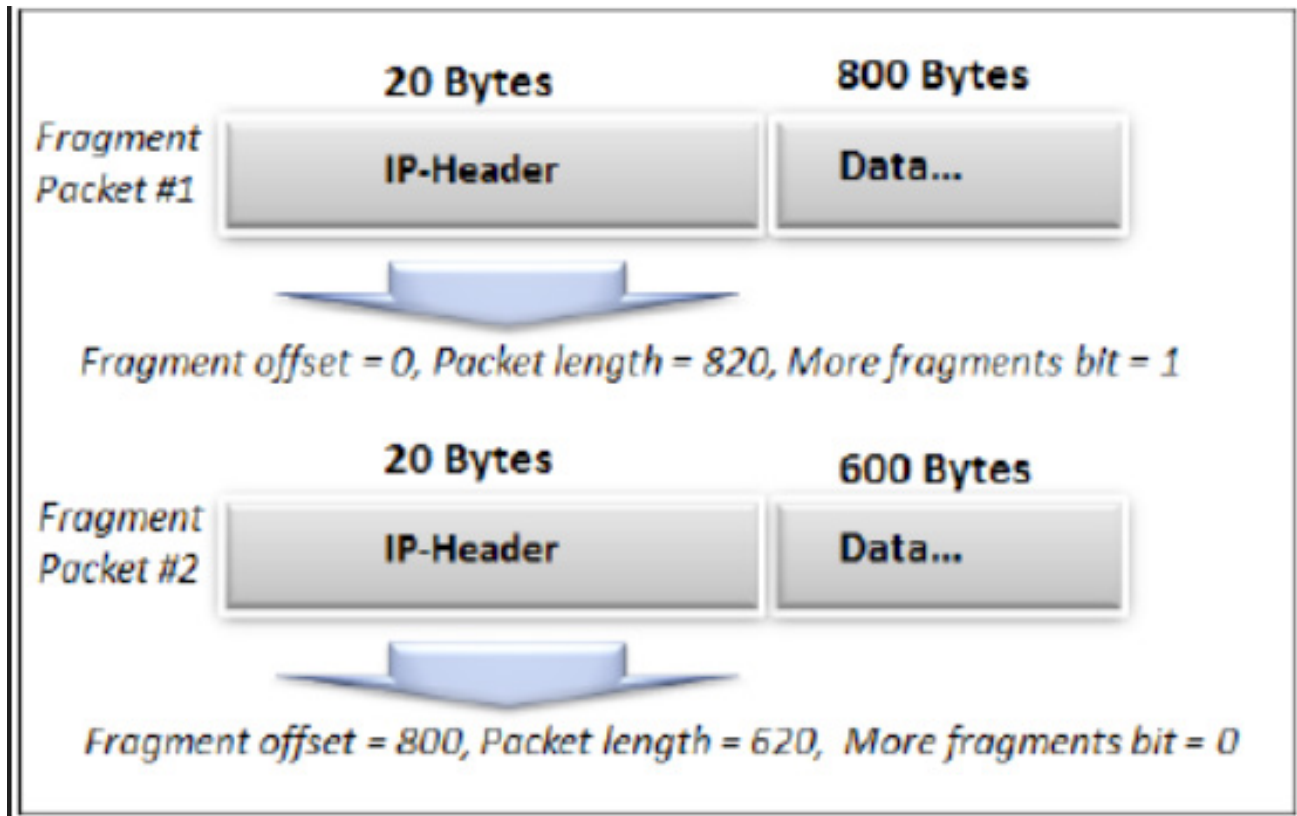 20 Bytes 800 Bytes
Fragment
Packet #1
IP-Header Data...
Fragment offset = 0, Packet length = 820, More fragments bit = 1
20 Bytes 600 Bytes
Fragment
Packet #2
IP-Header Data...
Fragment offset = 800, Packet length = 620, More fragments bit = 0